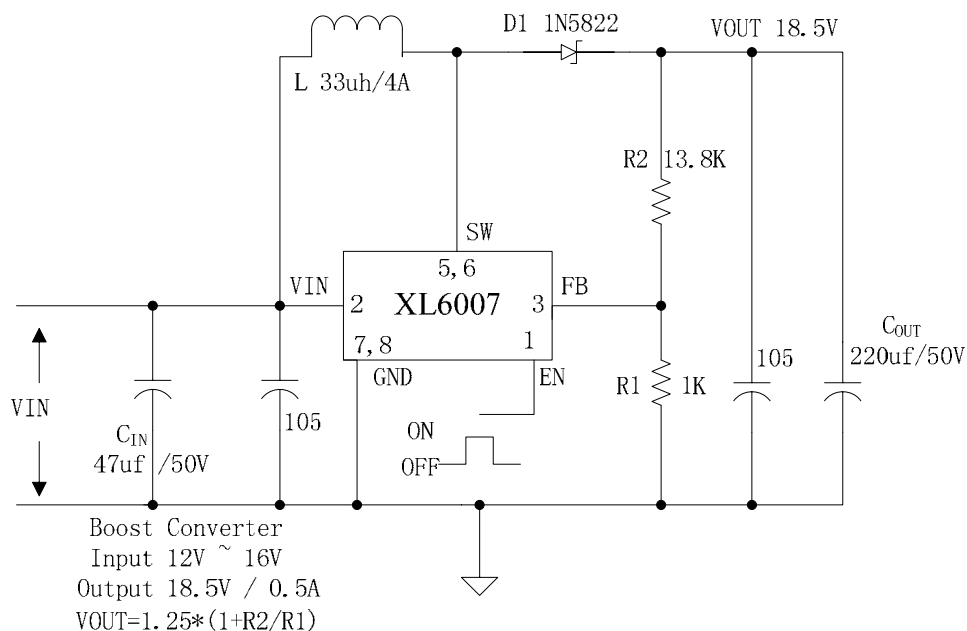 D1 1N5822
VOUT 18.5V
L 33uh/4A
R2 13.8K
SW
5,6
VIN
2
XL6007
3
FB
7,8
1
GND
EN
COUT
220uf/50V
105
R1 1K
VIN
CIN
47uf /50V
105
ON
OFF
Boost Converter
Input 12V ~ 16V
Output 18.5V / 0.5A
VOUT=1.25*(1+R2/R1)